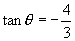 tan θ = −4/3